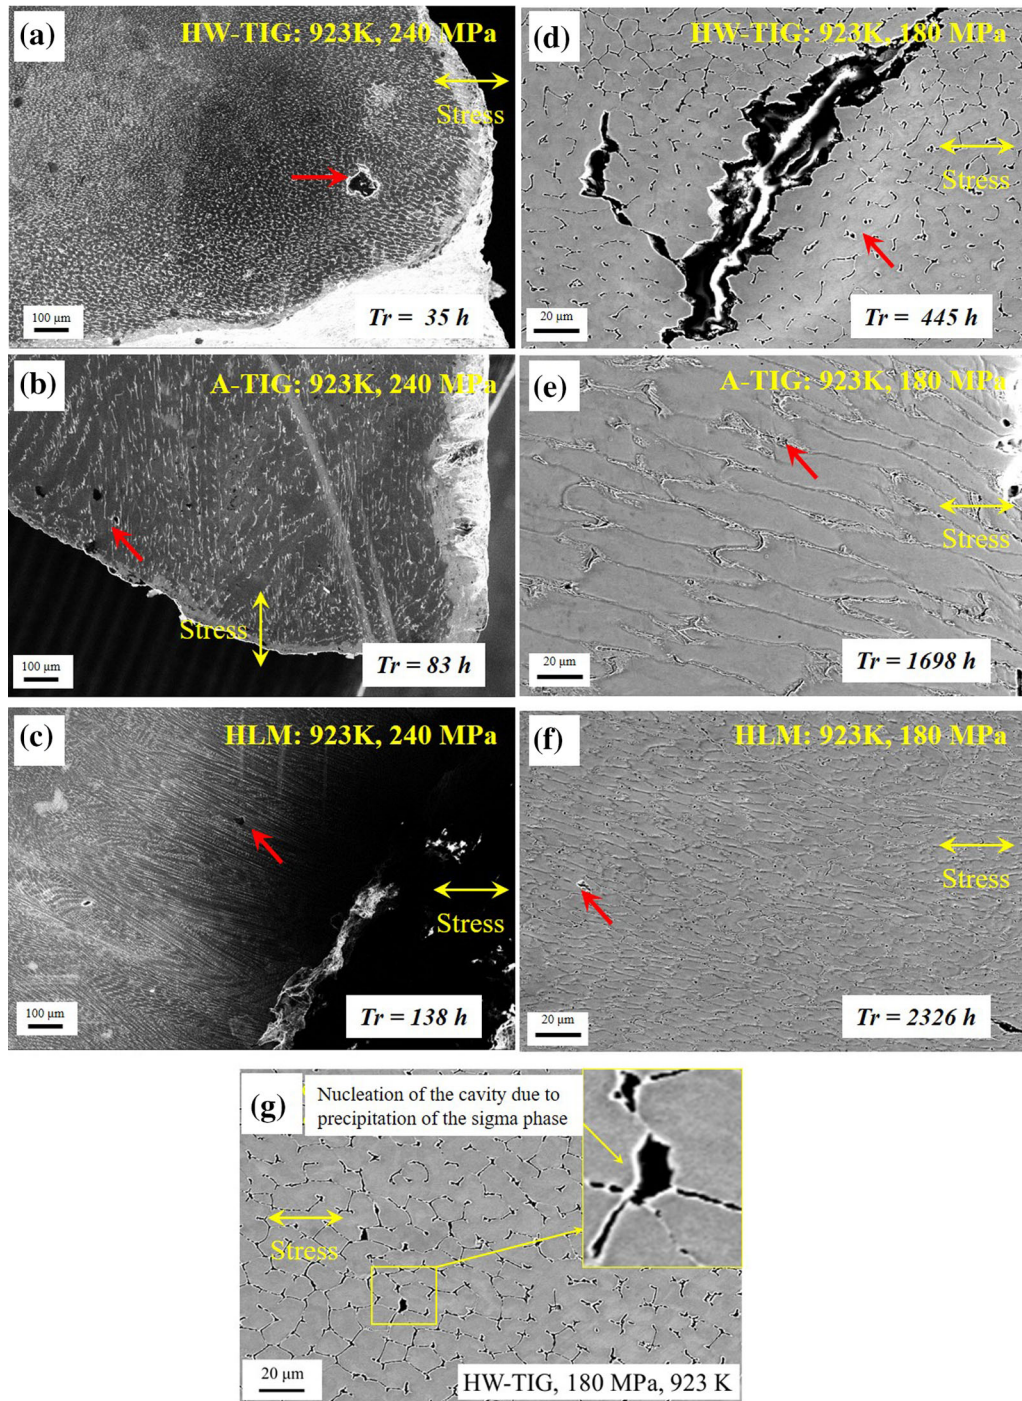 (a)
HW-TIG: 923K, 240 MPa
Stress
100 μm
Tr = 35 h
(d)
HW-TIG: 923K, 180 MPa
Stress
20 μm
Tr = 445 h
(b)
A-TIG: 923K, 240 MPa
Stress
100 μm
Tr = 83 h
(e)
A-TIG: 923K, 180 MPa
Stress
20 μm
Tr = 1698 h
(c)
HLM: 923K, 240 MPa
Stress
100 μm
Tr = 138 h
(f)
HLM: 923K, 180 MPa
Stress
20 μm
Tr = 2326 h
(g)
Nucleation of the cavity due to
precipitation of the sigma phase
Stress
20 μm
HW-TIG, 180 MPa, 923 K